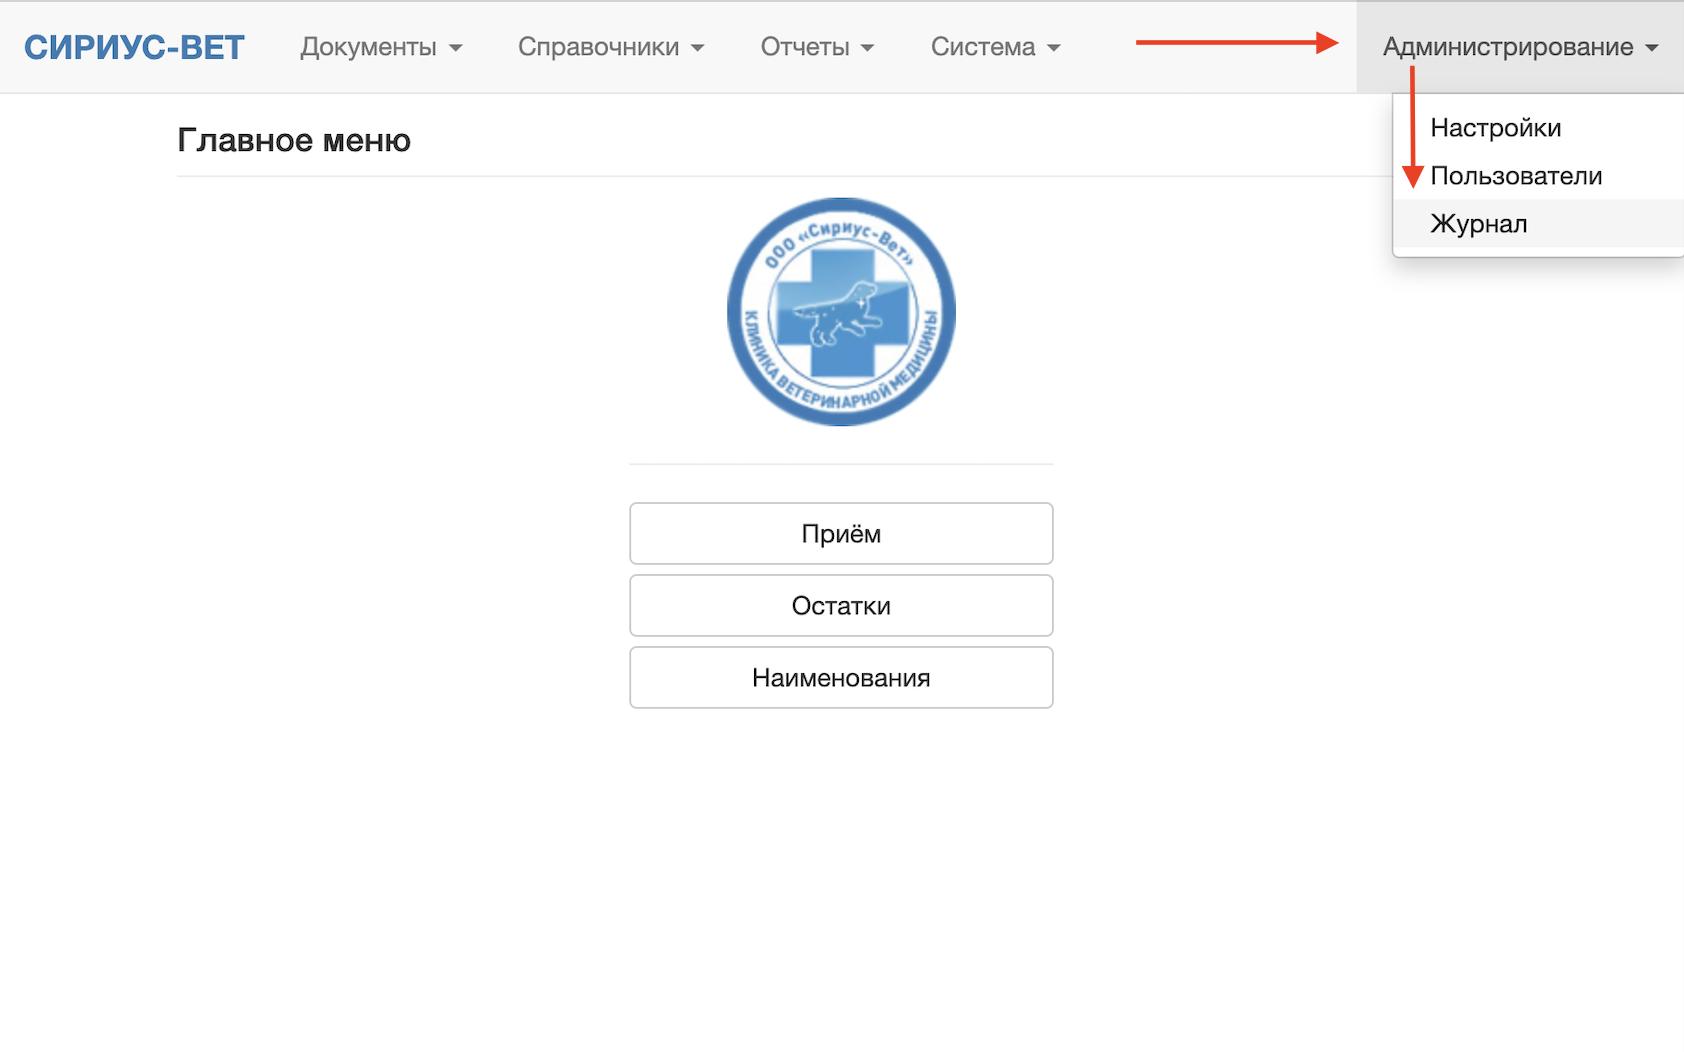 СИРИУС-ВЕТ Документы Справочники Отчеты Система Администрирование
Настройки
Пользователи
Журнал
Главное меню
ООО «Сириус-Вет»
КЛИНИКА ВЕТЕРИНАРНОЙ МЕДИЦИНЫ
Приём
Остатки
Наименования